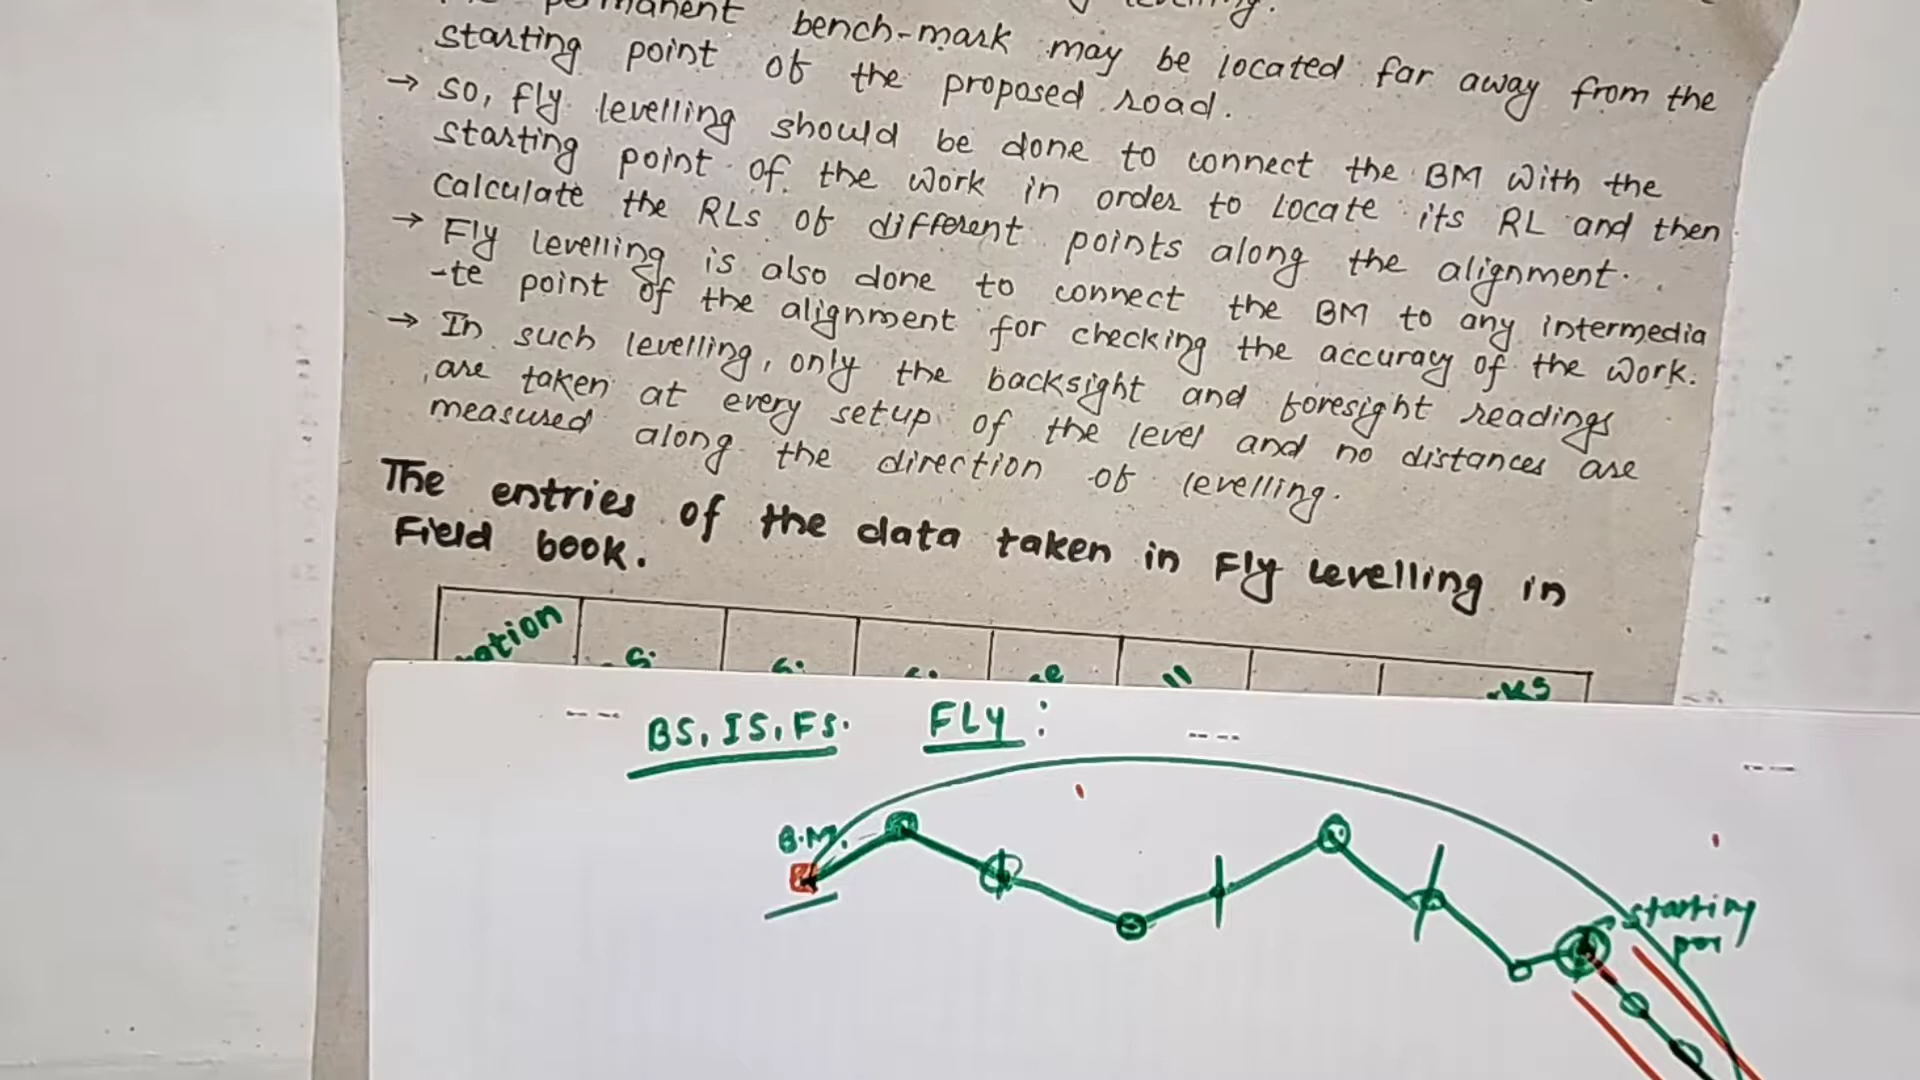 permanent bench-mark may be located far away from the
starting point of the proposed road.
→ so, fly levelling should be done to connect the BM with the
starting point of the work in order to Locate its RL and then
calculate the RLs of different points along the alignment.
→ Fly levelling is also done to connect the BM to any intermedia
-te point of the alignment for checking the accuracy of the work.
→ In such levelling, only the backsight and foresight readings
are taken at every setup of the level and no distances are
measured along the direction of levelling.
The entries of the data taken in Fly levelling in
Field book.
BS, IS, FS. FLY:
B.M.
starting